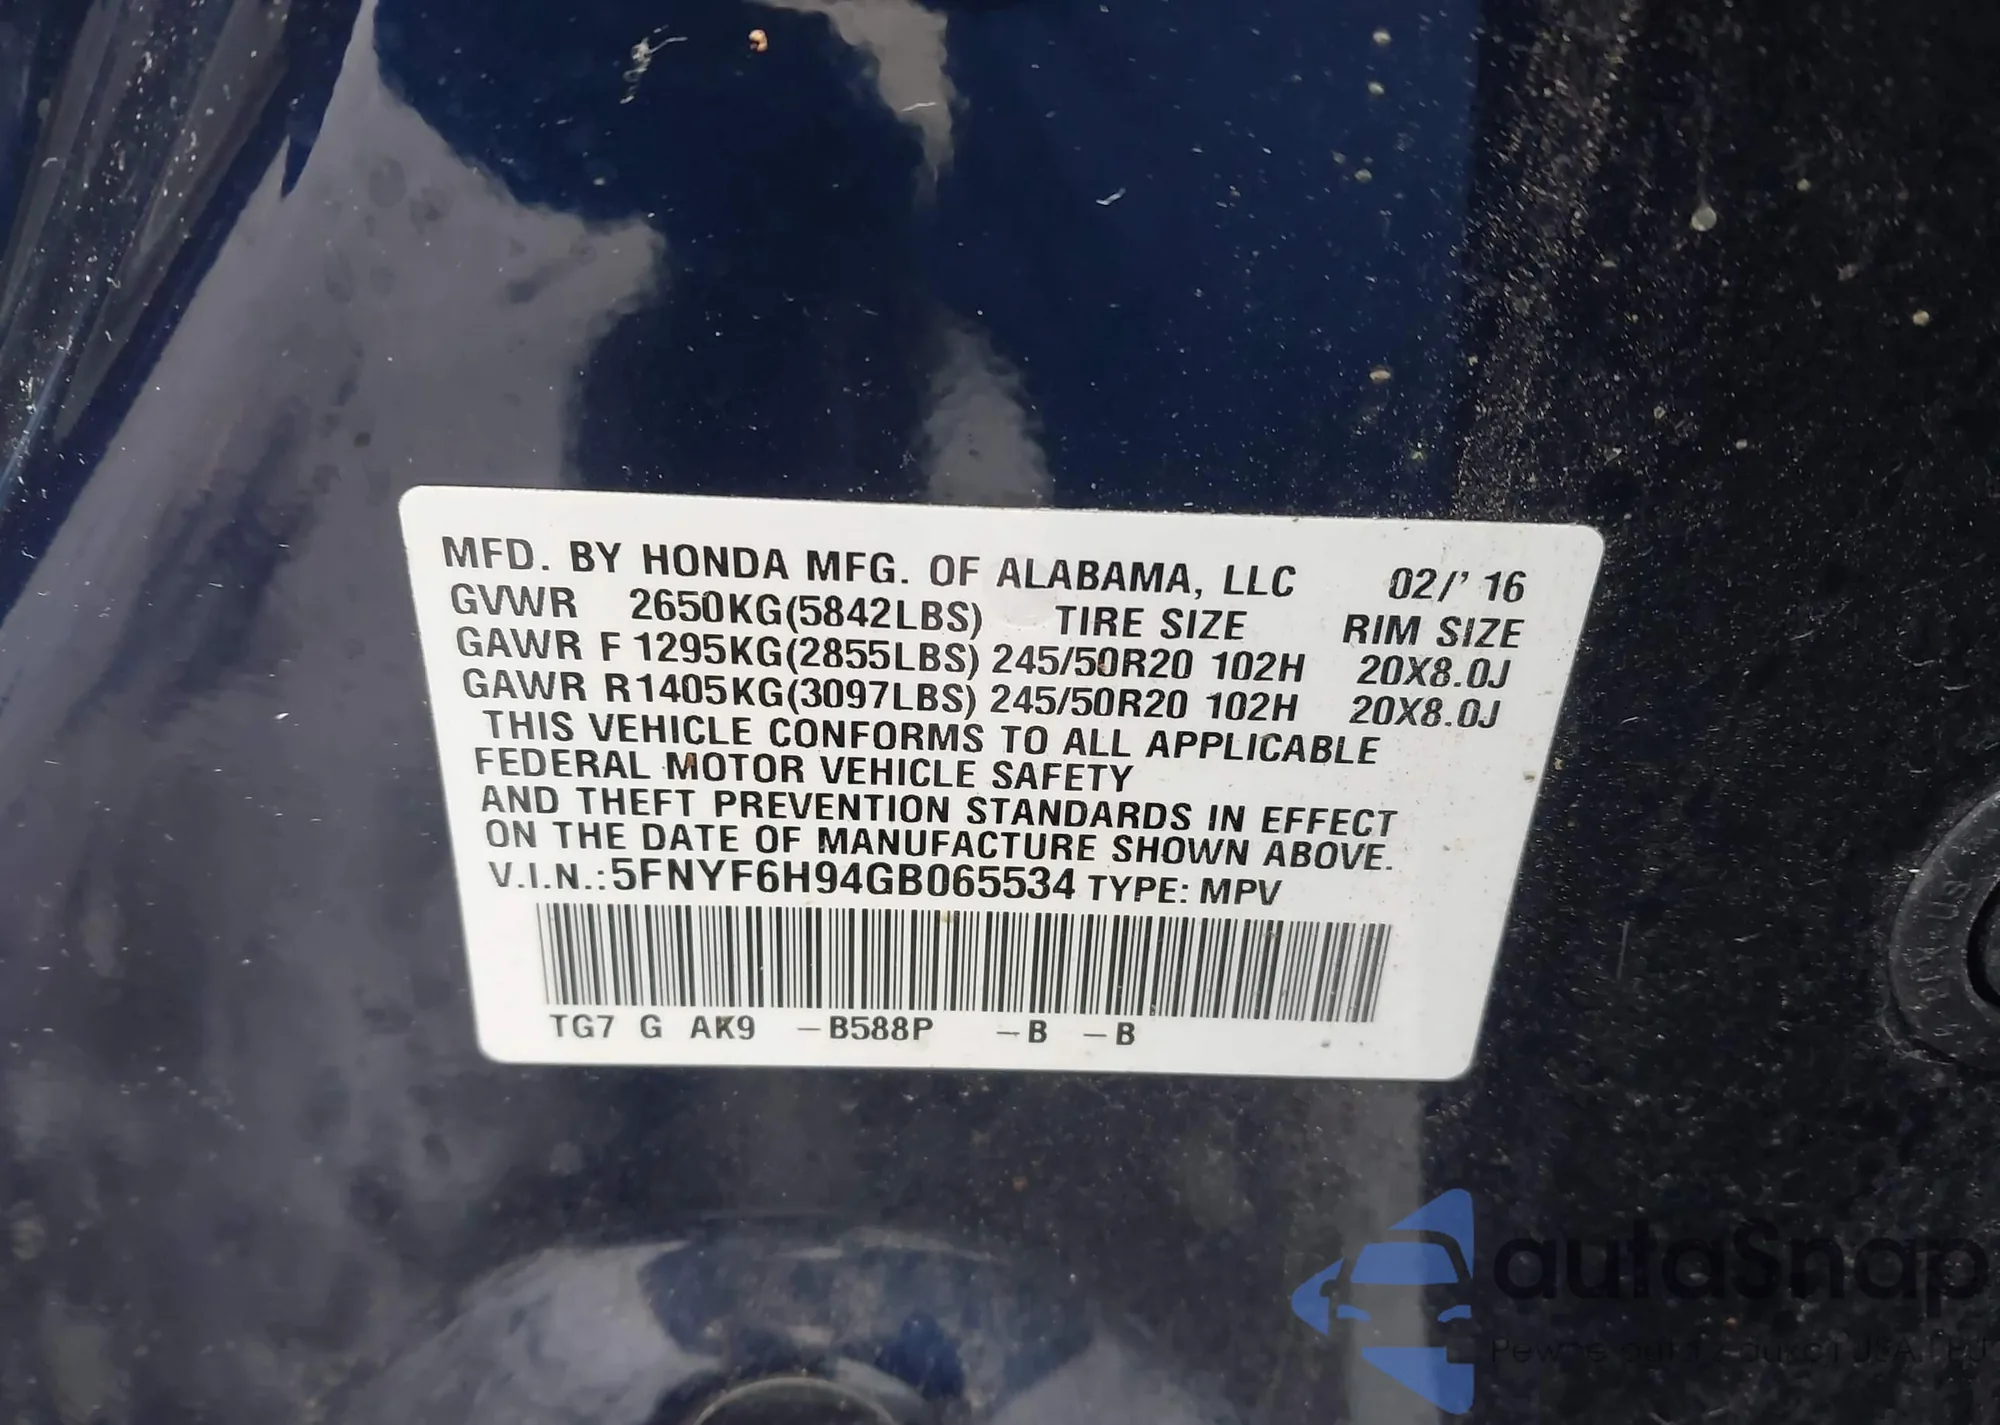 MFD. BY HONDA MFG. OF ALABAMA, LLC 02/' 16
GVWR 2650KG(5842LBS) TIRE SIZE RIM SIZE
GAWR F 1295KG(2855LBS) 245/50R20 102H 20X8.0J
GAWR R1405KG(3097LBS) 245/50R20 102H 20X8.0J
THIS VEHICLE CONFORMS TO ALL APPLICABLE
FEDERAL MOTOR VEHICLE SAFETY
AND THEFT PREVENTION STANDARDS IN EFFECT
ON THE DATE OF MANUFACTURE SHOWN ABOVE.
V.I.N.:5FNYF6H94GB065534 TYPE: MPV
TG7 G AK9 –B588P –B –B
autaSnap